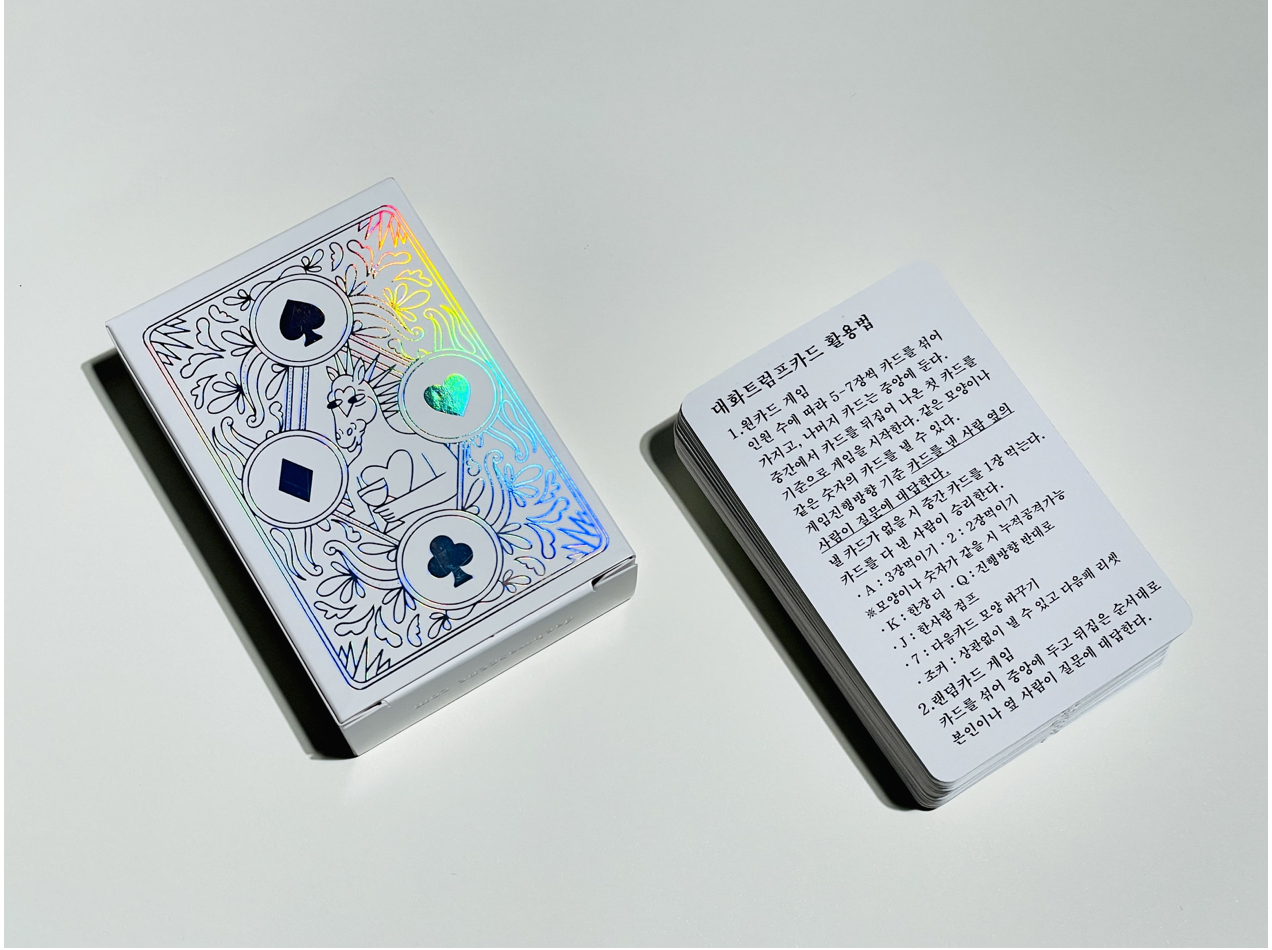 대화트럼프카드 활용법
1.원카드 게임
인원 수에 따라 5-7장씩 카드를 섞어
가지고, 나머지 카드는 중앙에 둔다.
중간에서 카드를 뒤집어 나온 첫 카드를
기준으로 게임을 시작한다. 같은 모양이나
같은 숫자의 카드를 낼 수 있다.
게임진행방향 기준 카드를 낸 사람 옆의
사람이 질문에 대답한다.
낼 카드가 없을 시 중간 카드를 1장 먹는다.
카드를 다 낸 사람이 승리한다.
· A : 3장먹이기 · 2 : 2장먹이기
※모양이나 숫자가 같을 시 누적공격가능
· K : 한장 더 · Q : 진행방향 반대로
· J : 한사람 점프
· 7 : 다음카드 모양 바꾸기
· 조커 : 상관없이 낼 수 있고 다음패 리셋
2.랜덤카드 게임
카드를 섞어 중앙에 두고 뒤집은 순서대로
본인이나 옆 사람이 질문에 대답한다.